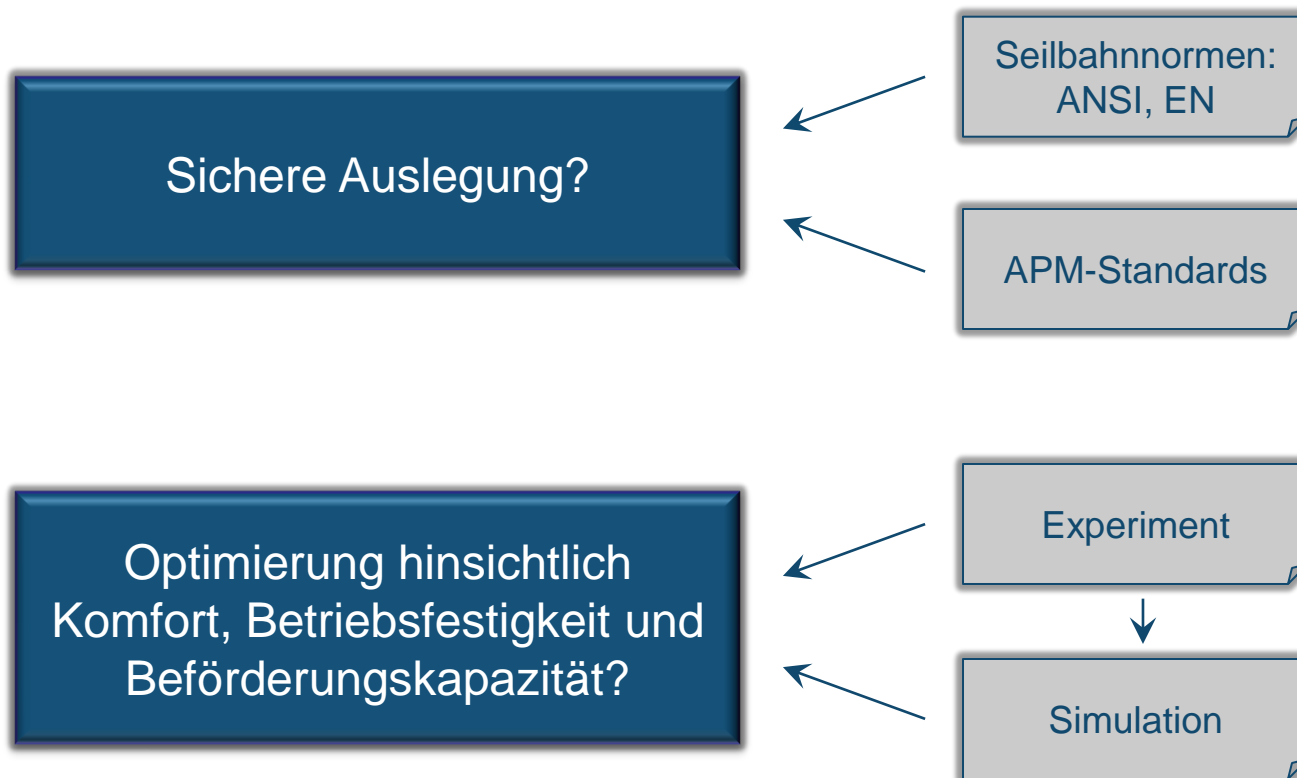 Seilbahnnormen:
ANSI, EN
Sichere Auslegung?
APM-Standards
Experiment
Optimierung hinsichtlich
Komfort, Betriebsfestigkeit und
Beförderungskapazität?
Simulation